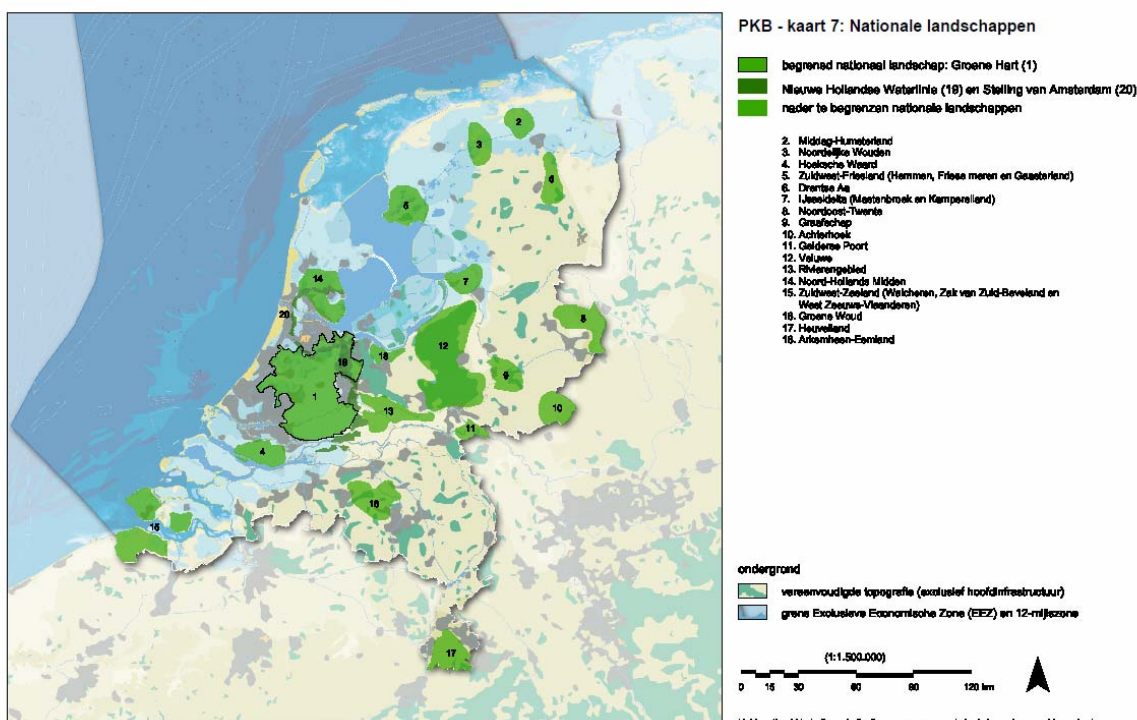 PKB - kaart 7: Nationale landschappen
begrensd nationaal landschap: Groene Hart (1)
Nieuwe Hollandse Waterlinie (19) en Stelling van Amsterdam (20)
nader te begrenzen nationale landschappen
2. Middag-Humsterland
3. Noordelijke Wouden
4. Hoeksche Waard
5. Zuidwest-Friesland (Hemmen, Friese meren en Gaasterland)
6. Drentse Aa
7. IJsseldelta (Mastenbroek en Kampereiland)
8. Noordoost-Twente
9. Graafschap
10. Achterhoek
11. Gelderse Poort
12. Veluwe
13. Rivierengebied
14. Noord-Hollands Midden
15. Zuidwest-Zeeland (Walcheren, Zak van Zuid-Beveland en
West Zeeuws-Vlaanderen)
16. Groene Woud
17. Heuvelland
18. Arkemheen-Eemland
2
3
6
5
14
7
20
8
12
18
19
9
1
13
10
11
4
16
15
17
ondergrond
vereenvoudigde topografie (exclusief hoofdinfrastructuur)
grens Exclusieve Economische Zone (EEZ) en 12-mijlszone
(1:1.500.000)
0 15 30 60 90 120 km